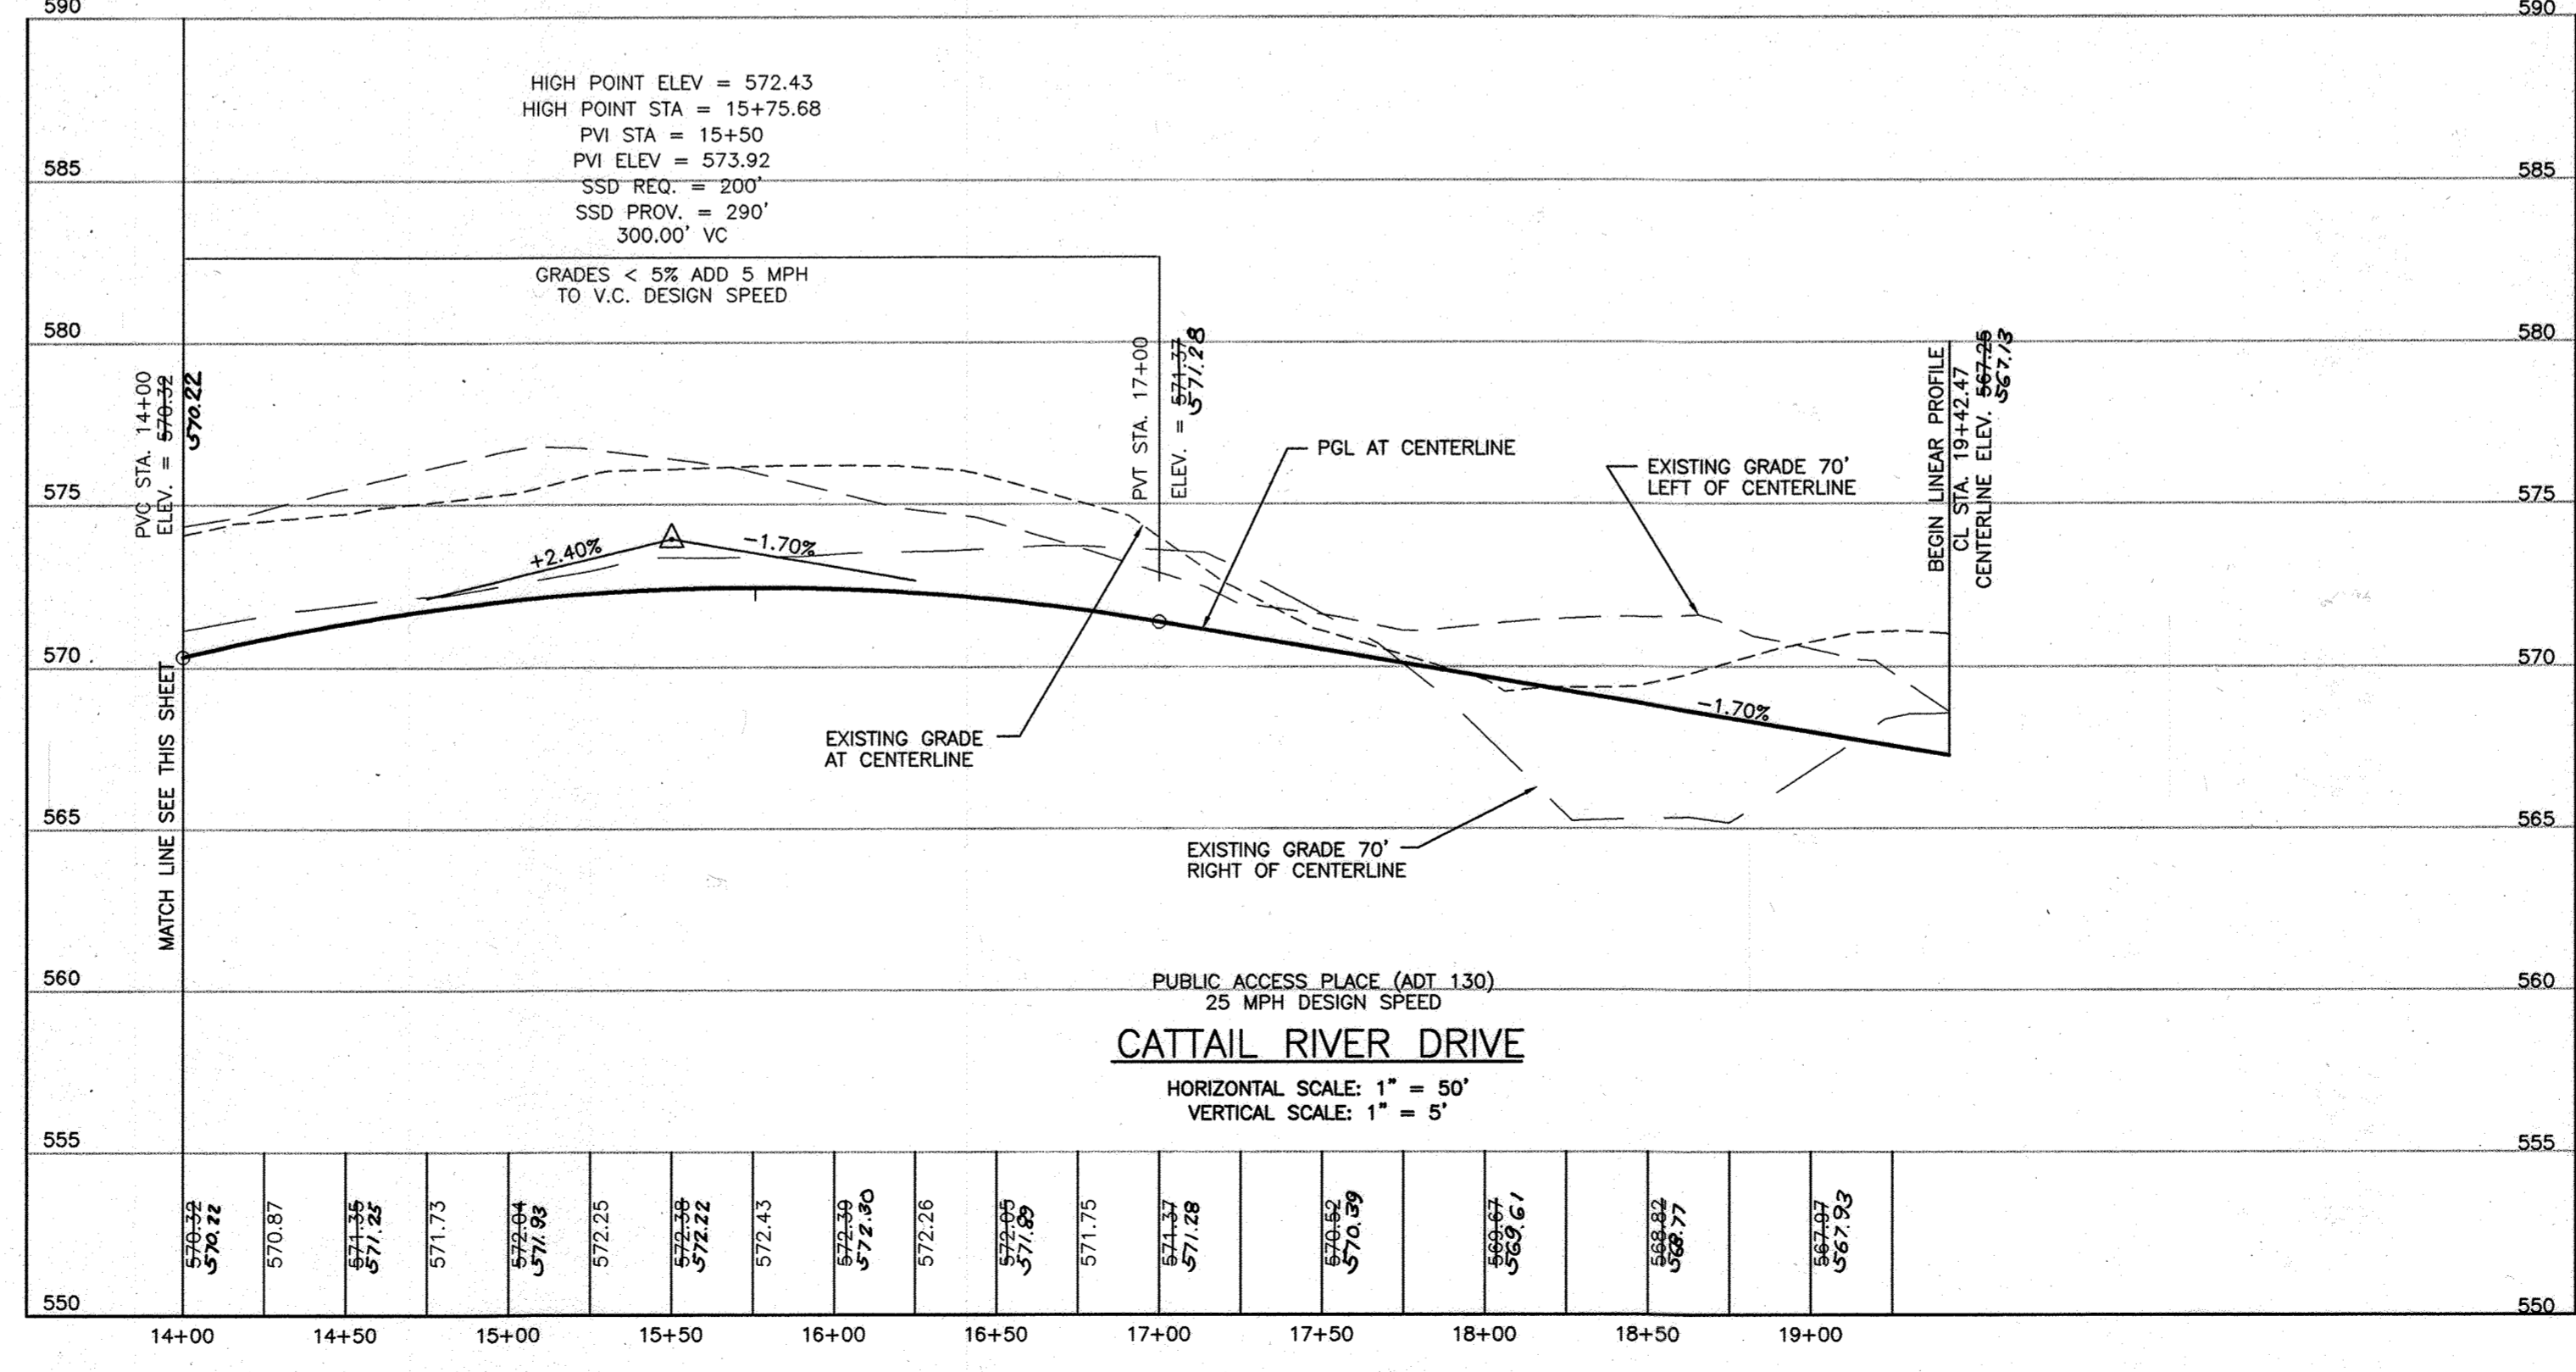 590
590
HIGH POINT ELEV = 572.43
HIGH POINT STA = 15+75.68
PVI STA = 15+50
PVI ELEV = 573.92
SSD REQ. = 200'
SSD PROV. = 290'
300.00' VC
GRADES < 5% ADD 5 MPH
TO V.C. DESIGN SPEED
585
585
580
580
PVC STA. 14+00
ELEV. = 570.32
570.22
PVT STA. 17+00
ELEV. = 571.37
571.28
BEGIN LINEAR PROFILE
CL STA. 19+42.47
CENTERLINE ELEV. 567.25
567.13
575
575
+2.40%
-1.70%
PGL AT CENTERLINE
EXISTING GRADE 70'
LEFT OF CENTERLINE
570
570
MATCH LINE SEE THIS SHEET
EXISTING GRADE
AT CENTERLINE
-1.70%
565
565
EXISTING GRADE 70'
RIGHT OF CENTERLINE
560
560
PUBLIC ACCESS PLACE (ADT 130)
25 MPH DESIGN SPEED
CATTAIL RIVER DRIVE
HORIZONTAL SCALE: 1" = 50'
VERTICAL SCALE: 1" = 5'
555
555
570.32
570.22
570.87
571.35
571.25
571.73
572.04
571.93
572.25
572.38
572.22
572.43
572.39
572.30
572.26
572.05
571.89
571.75
571.37
571.28
570.52
570.39
569.67
569.61
568.82
568.77
567.97
567.93
550
550
14+00 14+50 15+00 15+50 16+00 16+50 17+00 17+50 18+00 18+50 19+00